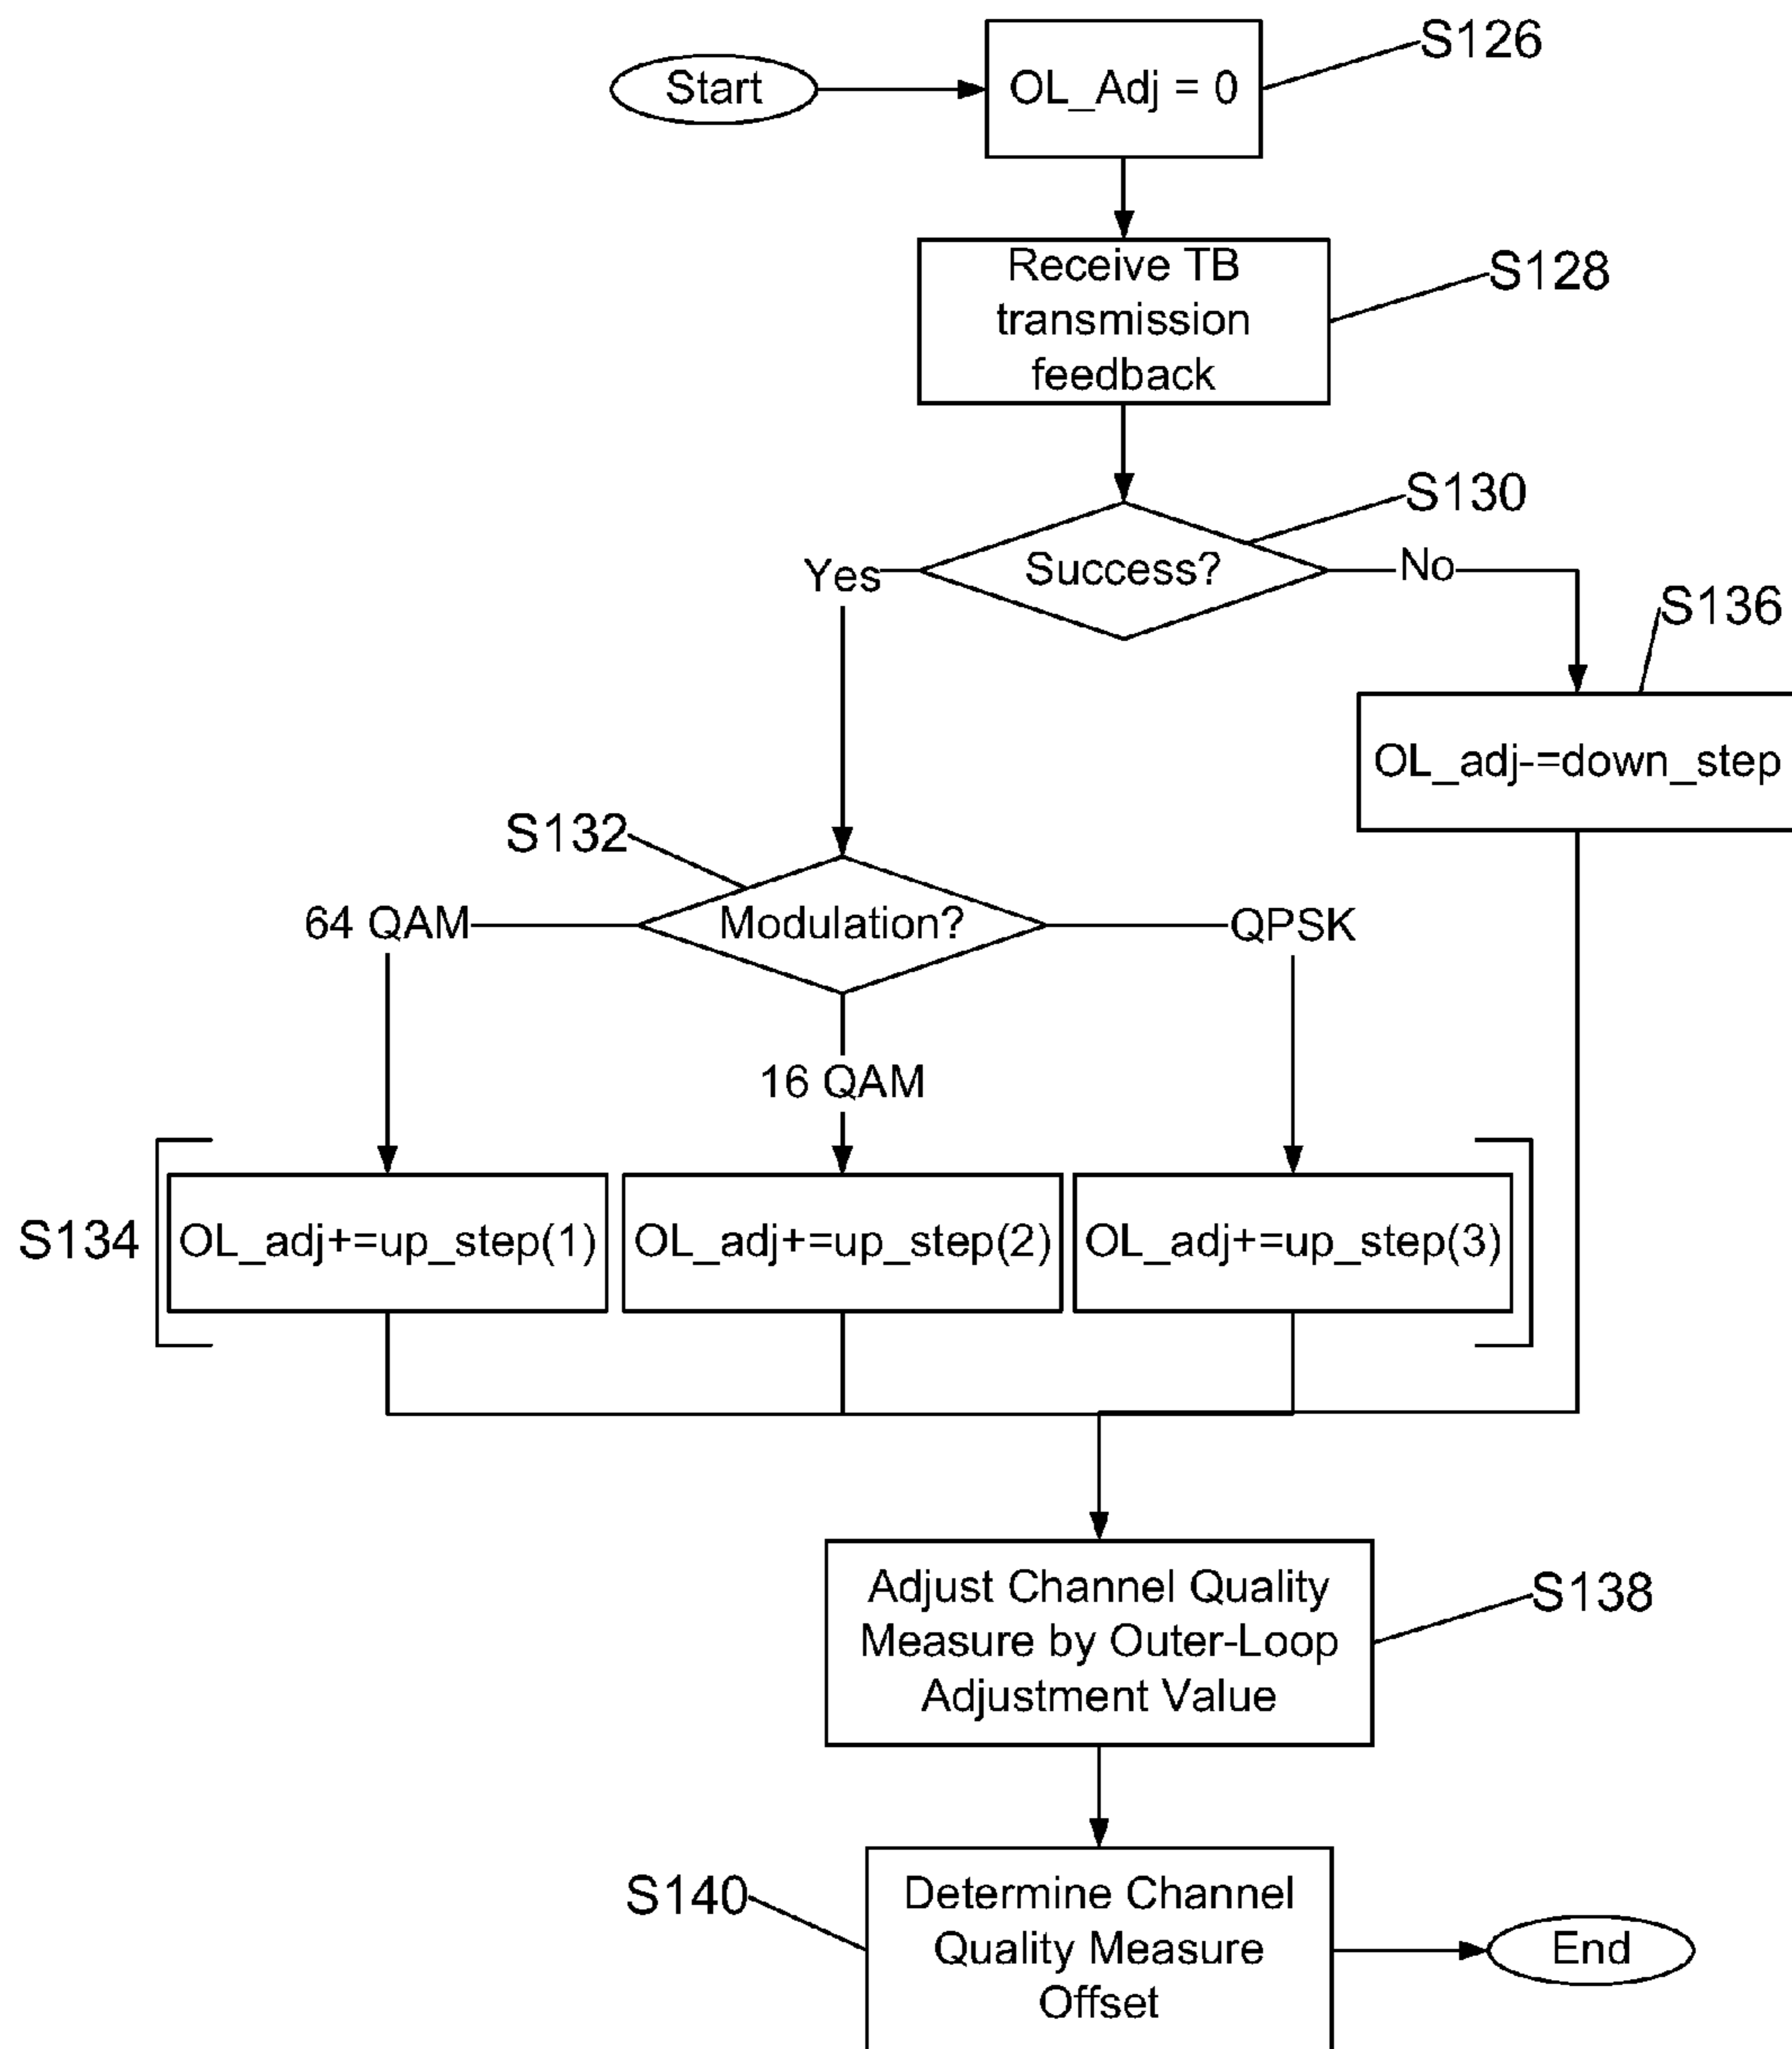 S126
Start
OL_Adj = 0
Receive TB
transmission
feedback
S128
S130
Yes
Success?
No
S136
OL_adj-=down_step
S132
64 QAM
Modulation?
QPSK
16 QAM
S134
OL_adj+=up_step(1)
OL_adj+=up_step(2)
OL_adj+=up_step(3)
Adjust Channel Quality
Measure by Outer-Loop
Adjustment Value
S138
S140
Determine Channel
Quality Measure
Offset
End